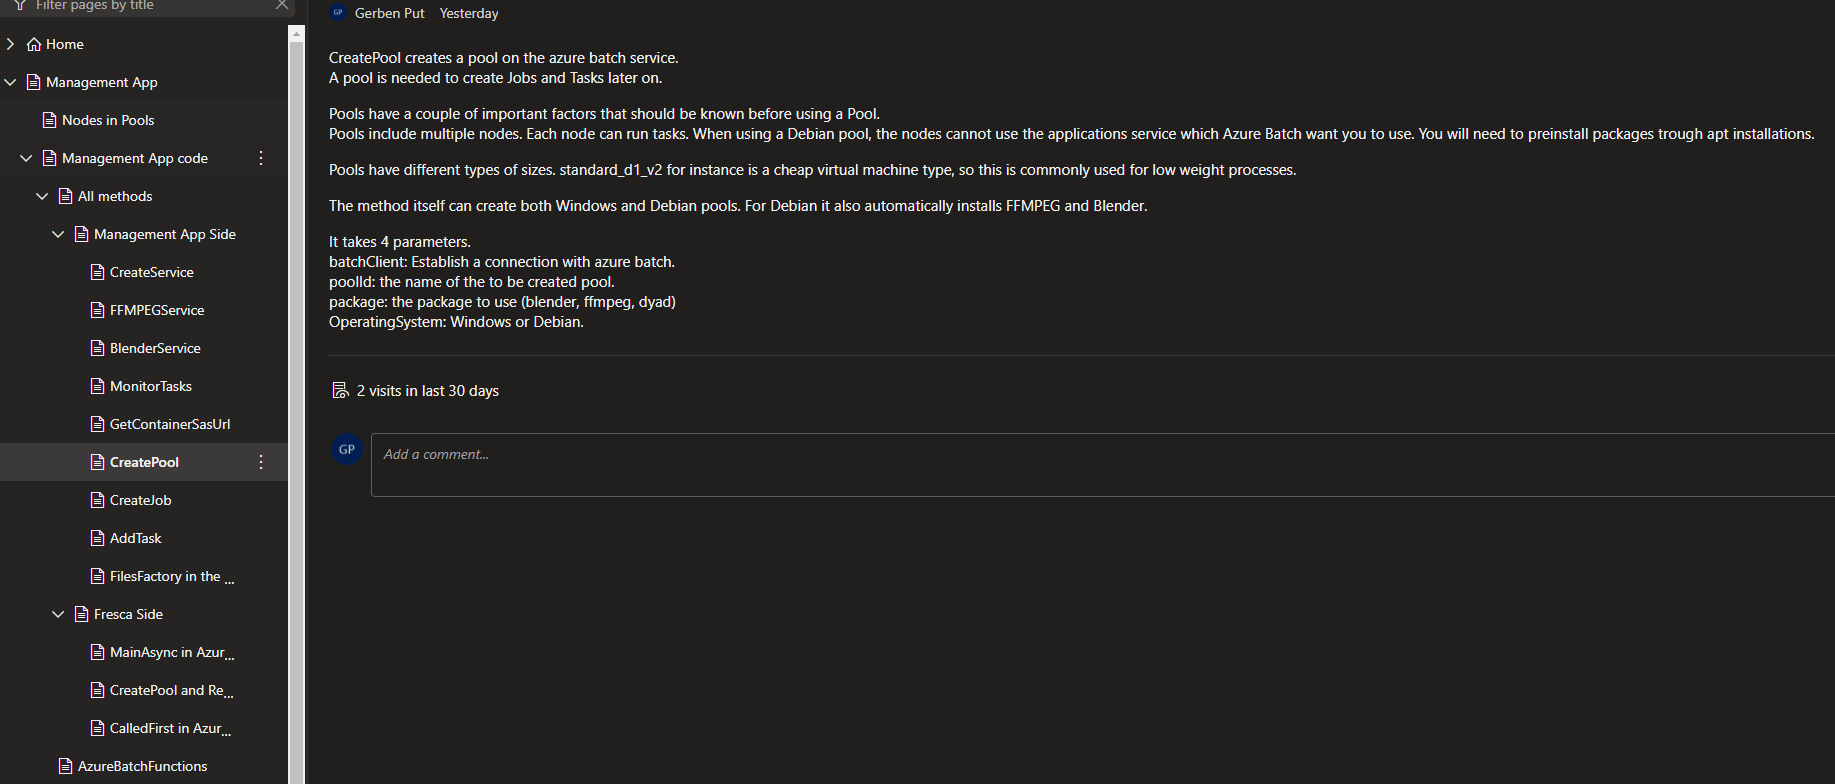 Filter pages by title
Home
Management App
Nodes in Pools
Management App code
All methods
Management App Side
CreateService
FFMPEGService
BlenderService
MonitorTasks
GetContainerSasUrl
CreatePool
CreateJob
AddTask
FilesFactory in the ...
Fresca Side
MainAsync in Azur...
CreatePool and Re...
CalledFirst in Azur...
AzureBatchFunctions
GP Gerben Put Yesterday
CreatePool creates a pool on the azure batch service.
A pool is needed to create Jobs and Tasks later on.
Pools have a couple of important factors that should be known before using a Pool.
Pools include multiple nodes. Each node can run tasks. When using a Debian pool, the nodes cannot use the applications service which Azure Batch want you to use. You will need to preinstall packages trough apt installations.
Pools have different types of sizes. standard_d1_v2 for instance is a cheap virtual machine type, so this is commonly used for low weight processes.
The method itself can create both Windows and Debian pools. For Debian it also automatically installs FFMPEG and Blender.
It takes 4 parameters.
batchClient: Establish a connection with azure batch.
poolId: the name of the to be created pool.
package: the package to use (blender, ffmpeg, dyad)
OperatingSystem: Windows or Debian.
2 visits in last 30 days
GP
Add a comment...